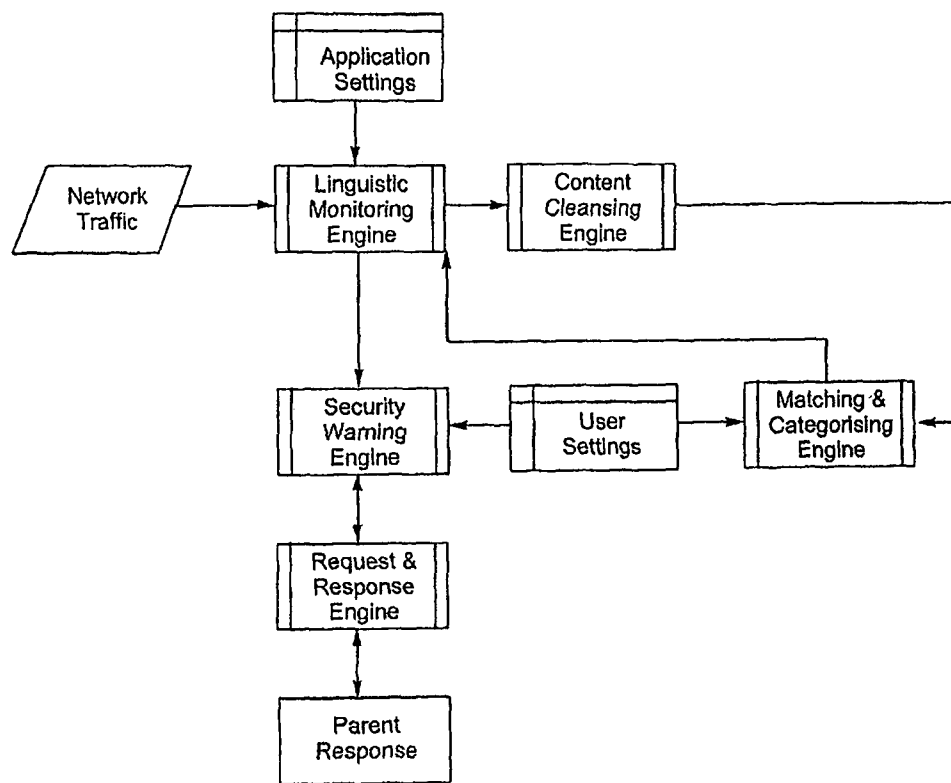 Application
Settings
Network
Traffic
Linguistic
Monitoring
Engine
Content
Cleansing
Engine
Security
Warning
Engine
User
Settings
Matching &
Categorising
Engine
Request &
Response
Engine
Parent
Response